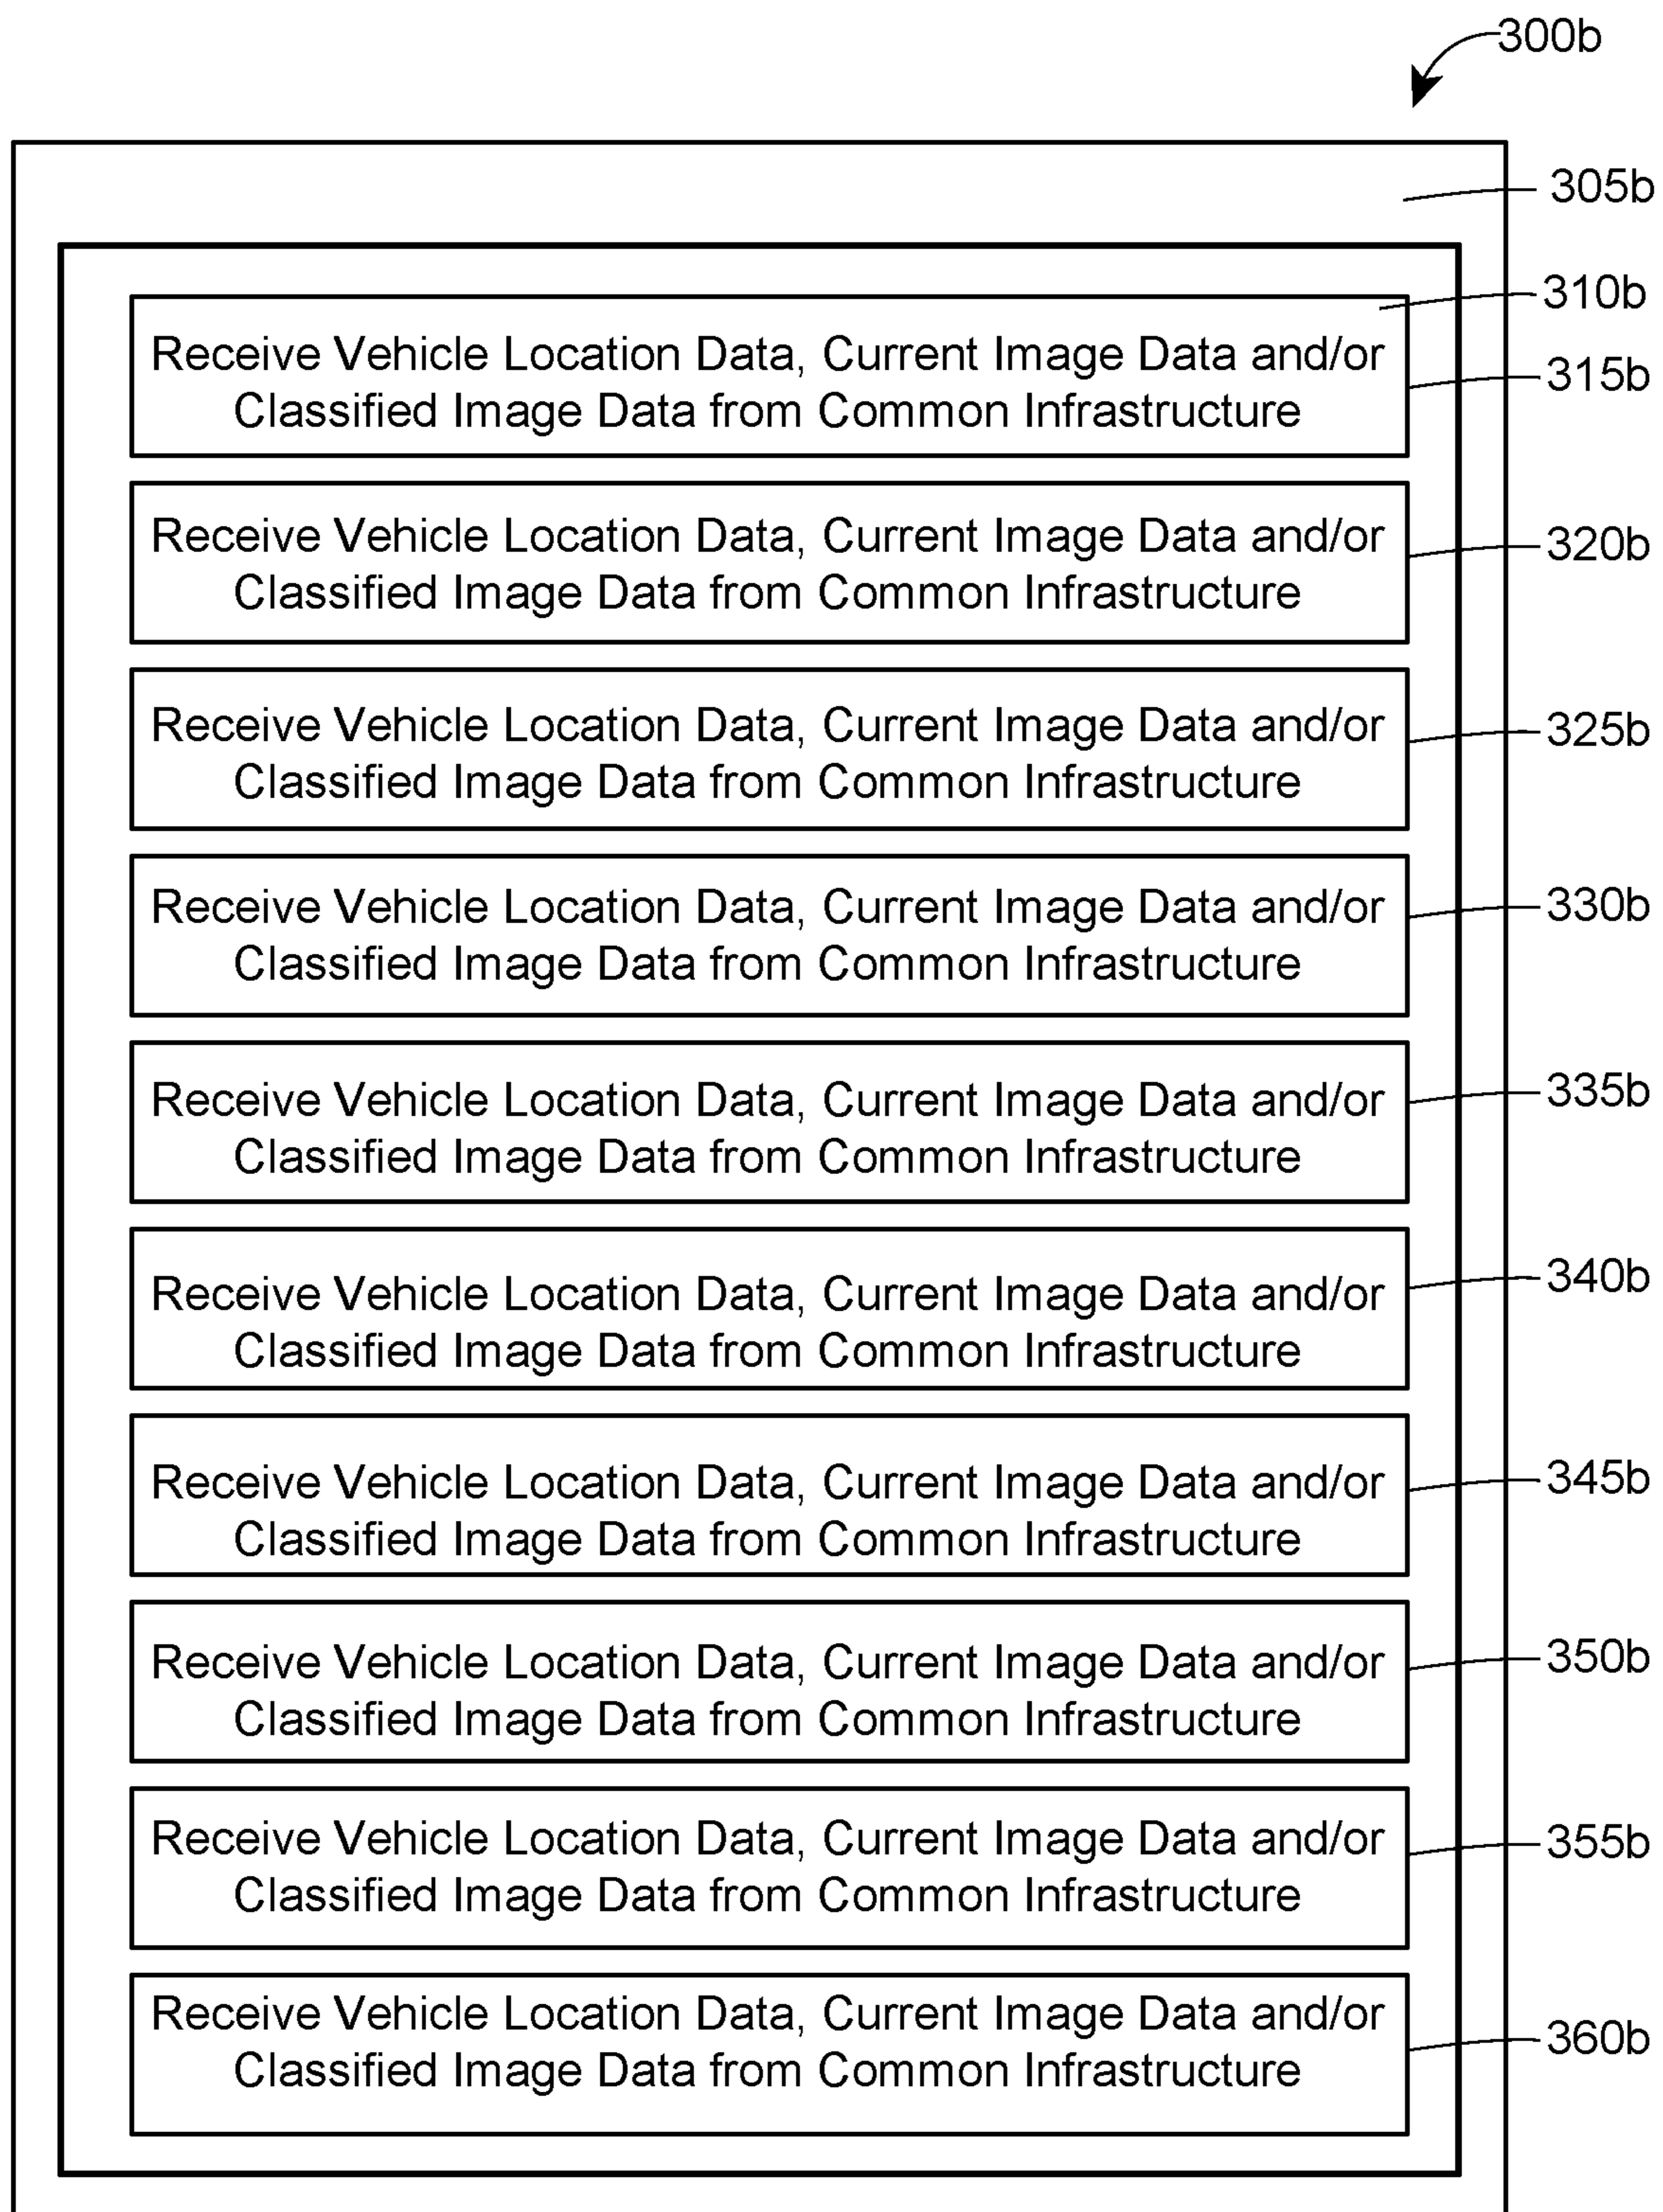 300b
305b
310b
Receive Vehicle Location Data, Current Image Data and/or
315b
Classified Image Data from Common Infrastructure
Receive Vehicle Location Data, Current Image Data and/or
320b
Classified Image Data from Common Infrastructure
Receive Vehicle Location Data, Current Image Data and/or
325b
Classified Image Data from Common Infrastructure
Receive Vehicle Location Data, Current Image Data and/or
330b
Classified Image Data from Common Infrastructure
Receive Vehicle Location Data, Current Image Data and/or
335b
Classified Image Data from Common Infrastructure
Receive Vehicle Location Data, Current Image Data and/or
340b
Classified Image Data from Common Infrastructure
Receive Vehicle Location Data, Current Image Data and/or
345b
Classified Image Data from Common Infrastructure
Receive Vehicle Location Data, Current Image Data and/or
350b
Classified Image Data from Common Infrastructure
Receive Vehicle Location Data, Current Image Data and/or
355b
Classified Image Data from Common Infrastructure
Receive Vehicle Location Data, Current Image Data and/or
360b
Classified Image Data from Common Infrastructure